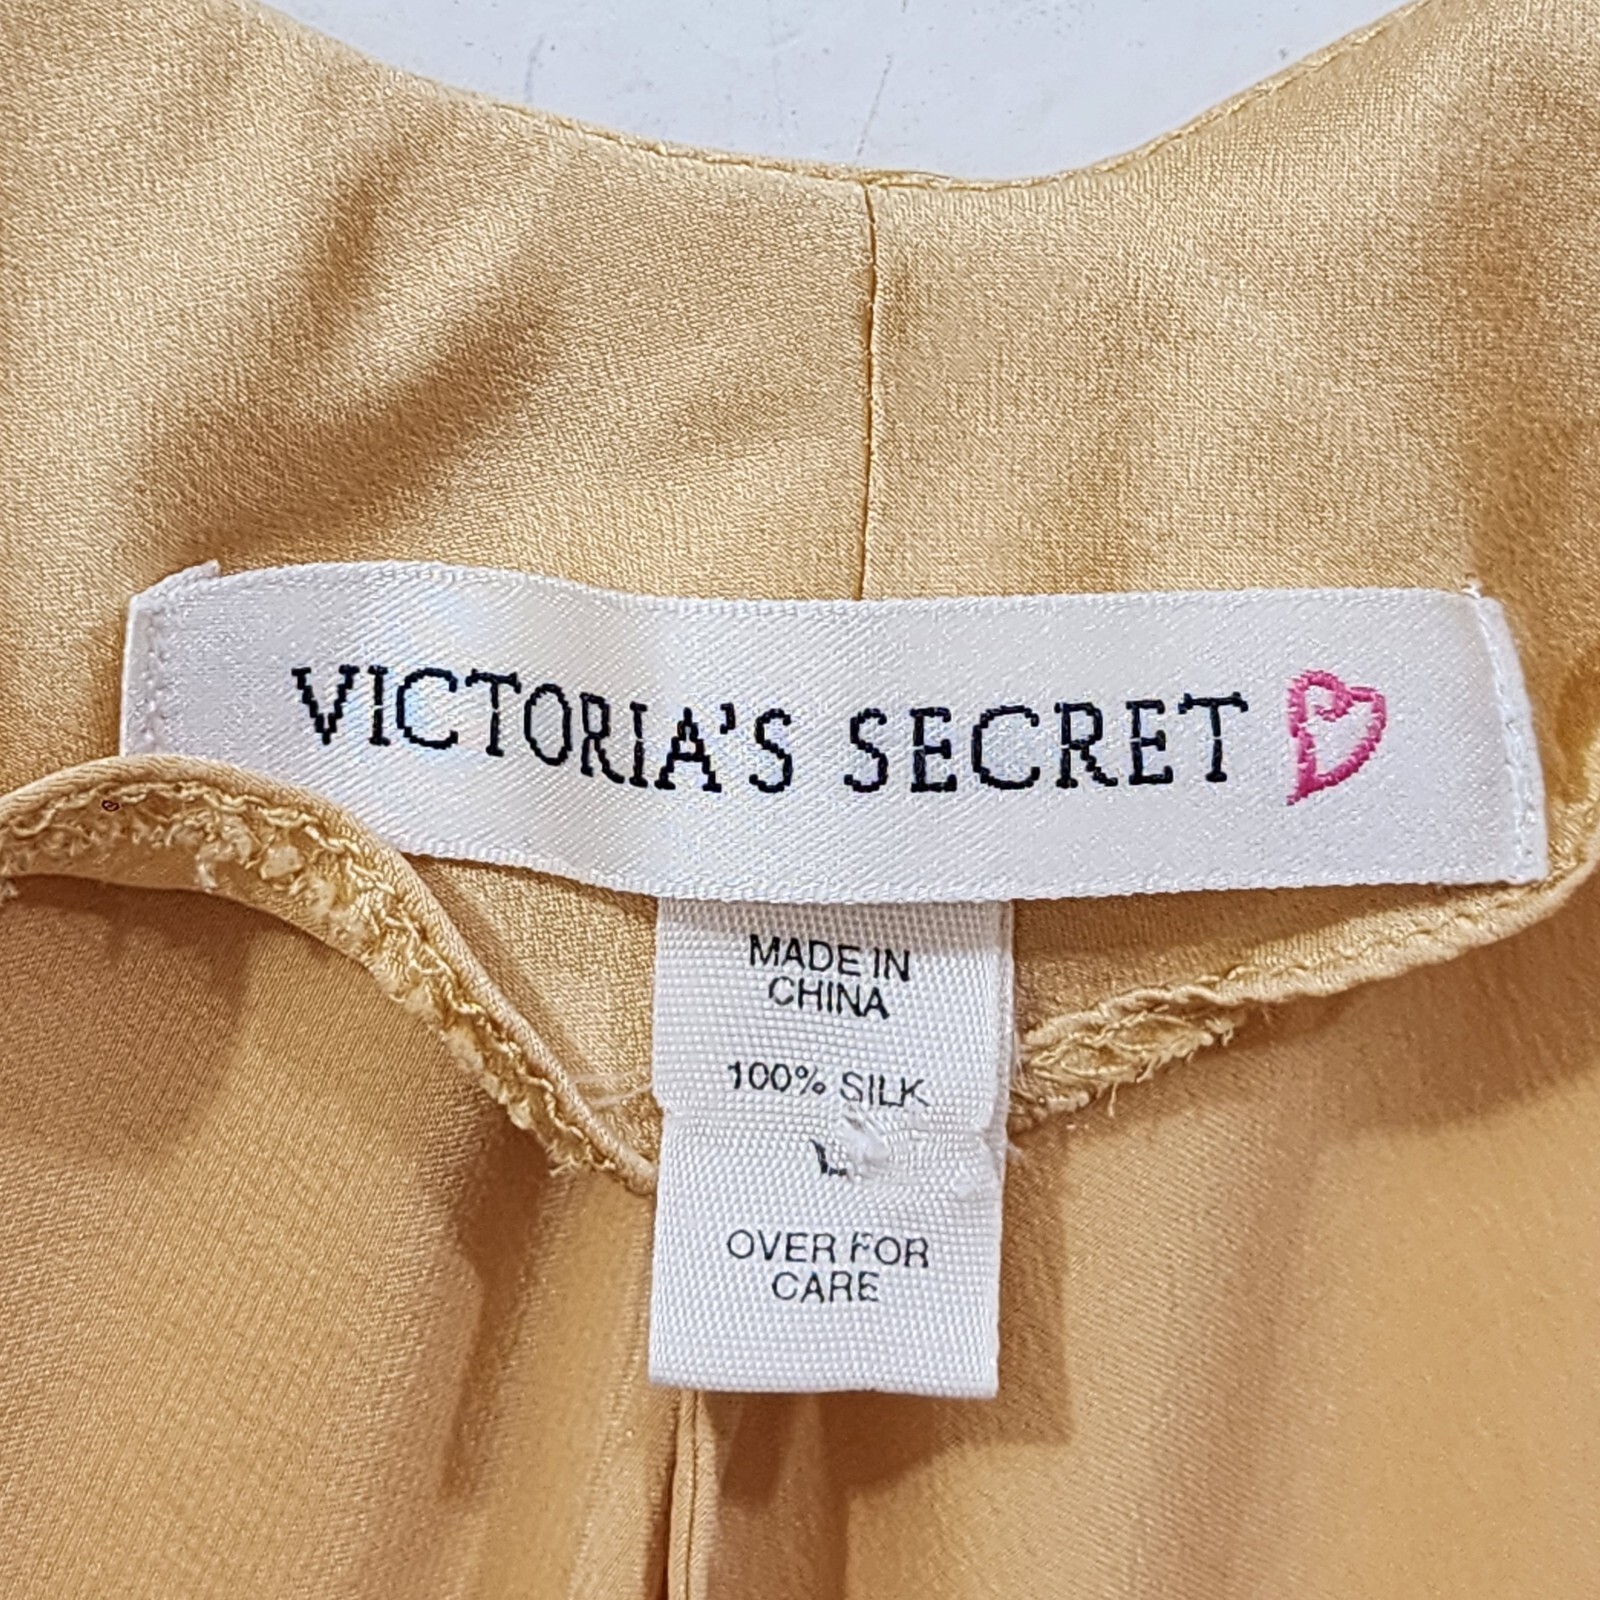 VICTORIA'S SECRET
MADE IN
CHINA
100% SILK
L
OVER FOR
CARE